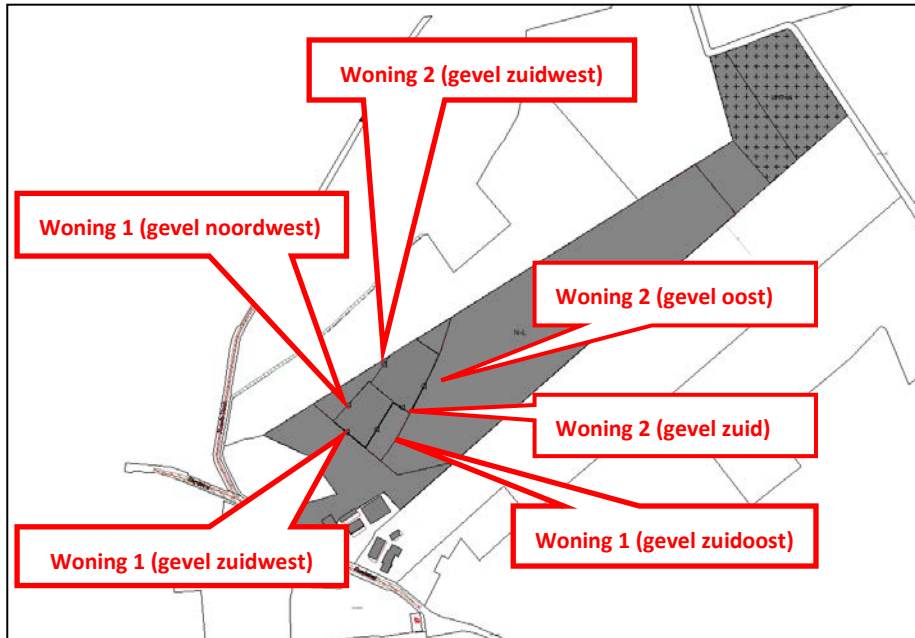 Woning 2 (gevel zuidwest)
Woning 1 (gevel noordwest)
Woning 2 (gevel oost)
N-L
Woning 2 (gevel zuid)
Woning 1 (gevel zuidwest)
Woning 1 (gevel zuidoost)